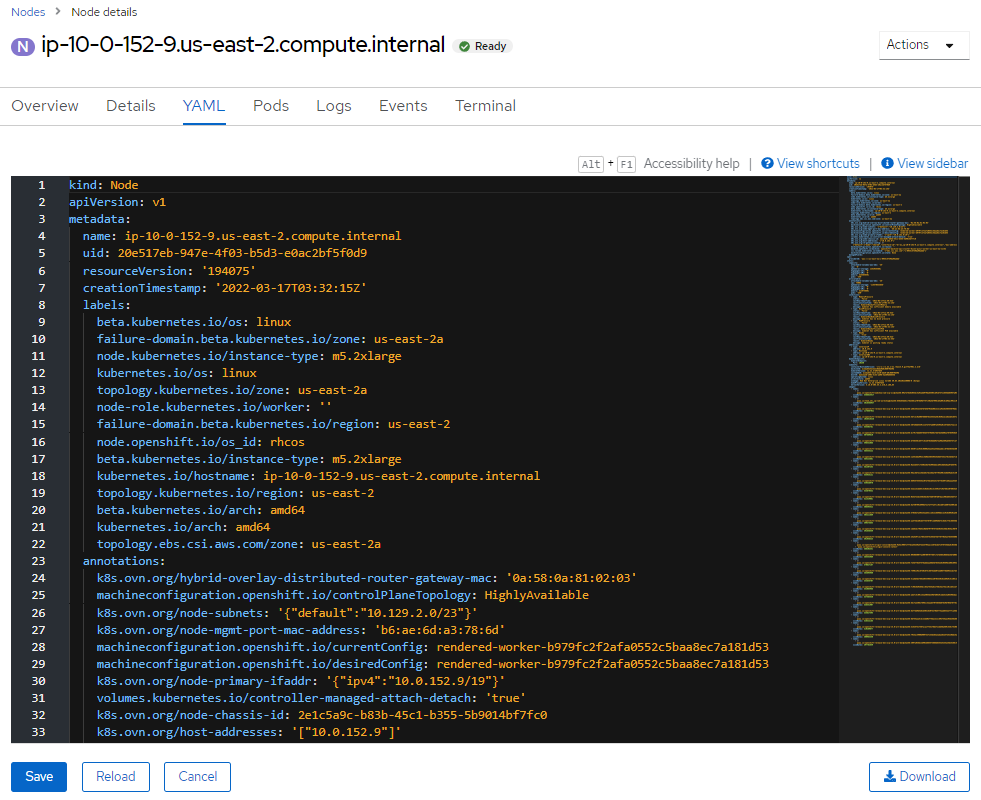 Nodes > Node details
N ip-10-0-152-9.us-east-2.compute.internal Ready
Actions
Overview Details YAML Pods Logs Events Terminal
Alt + F1 Accessibility help | View shortcuts | View sidebar
1 kind: Node
2 apiVersion: v1
3 metadata:
4 name: ip-10-0-152-9.us-east-2.compute.internal
5 uid: 20e517eb-947e-4f03-b5d3-e0ac2bf5f0d9
6 resourceVersion: '194075'
7 creationTimestamp: '2022-03-17T03:32:15Z'
8 labels:
9 beta.kubernetes.io/os: linux
10 failure-domain.beta.kubernetes.io/zone: us-east-2a
11 node.kubernetes.io/instance-type: m5.2xlarge
12 kubernetes.io/os: linux
13 topology.kubernetes.io/zone: us-east-2a
14 node-role.kubernetes.io/worker: ''
15 failure-domain.beta.kubernetes.io/region: us-east-2
16 node.openshift.io/os_id: rhcos
17 beta.kubernetes.io/instance-type: m5.2xlarge
18 kubernetes.io/hostname: ip-10-0-152-9.us-east-2.compute.internal
19 topology.kubernetes.io/region: us-east-2
20 beta.kubernetes.io/arch: amd64
21 kubernetes.io/arch: amd64
22 topology.ebs.csi.aws.com/zone: us-east-2a
23 annotations:
24 k8s.ovn.org/hybrid-overlay-distributed-router-gateway-mac: '0a:58:0a:81:02:03'
25 machineconfiguration.openshift.io/controlPlaneTopology: HighlyAvailable
26 k8s.ovn.org/node-subnets: '{"default":"10.129.2.0/23"}'
27 k8s.ovn.org/node-mgmt-port-mac-address: 'b6:ae:6d:a3:78:6d'
28 machineconfiguration.openshift.io/currentConfig: rendered-worker-b979fc2f2afa0552c5baa8ec7a181d53
29 machineconfiguration.openshift.io/desiredConfig: rendered-worker-b979fc2f2afa0552c5baa8ec7a181d53
30 k8s.ovn.org/node-primary-ifaddr: '{"ipv4":"10.0.152.9/19"}'
31 volumes.kubernetes.io/controller-managed-attach-detach: 'true'
32 k8s.ovn.org/node-chassis-id: 2e1c5a9c-b83b-45c1-b355-5b9014bf7fc0
33 k8s.ovn.org/host-addresses: '["10.0.152.9"]'
Save Reload Cancel Download